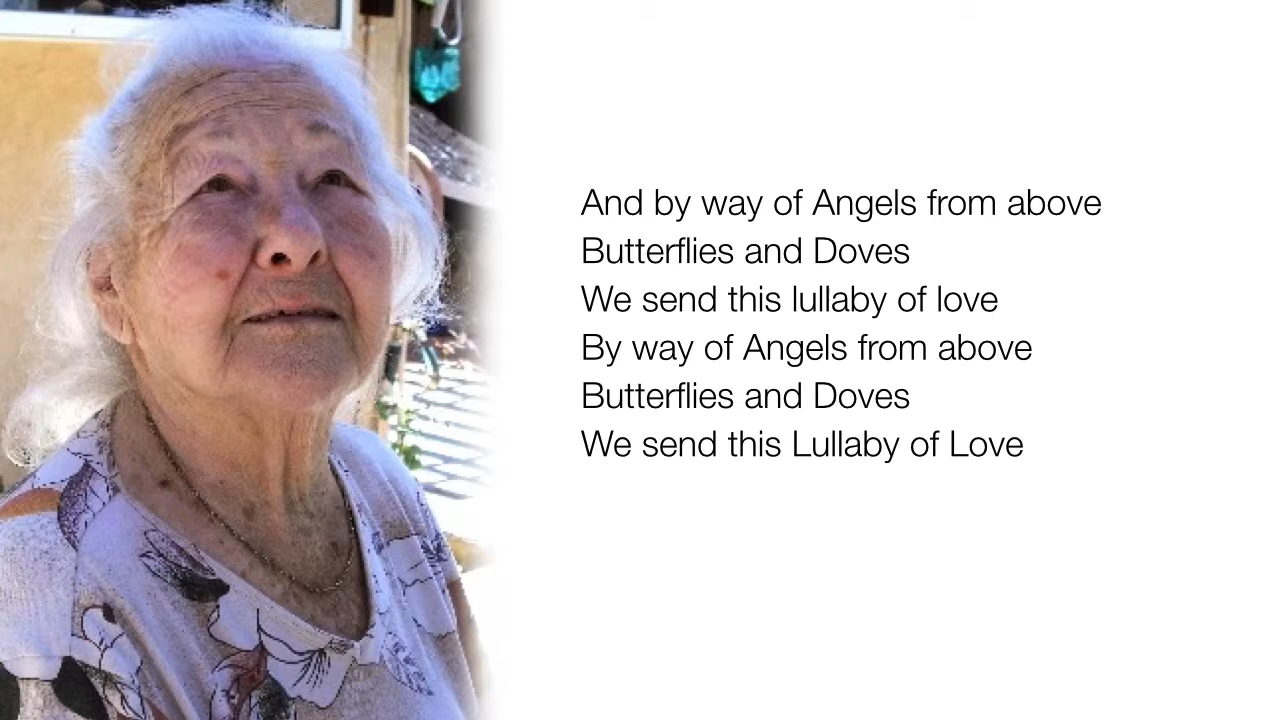 And by way of Angels from above
Butterflies and Doves
We send this lullaby of love
By way of Angels from above
Butterflies and Doves
We send this Lullaby of Love